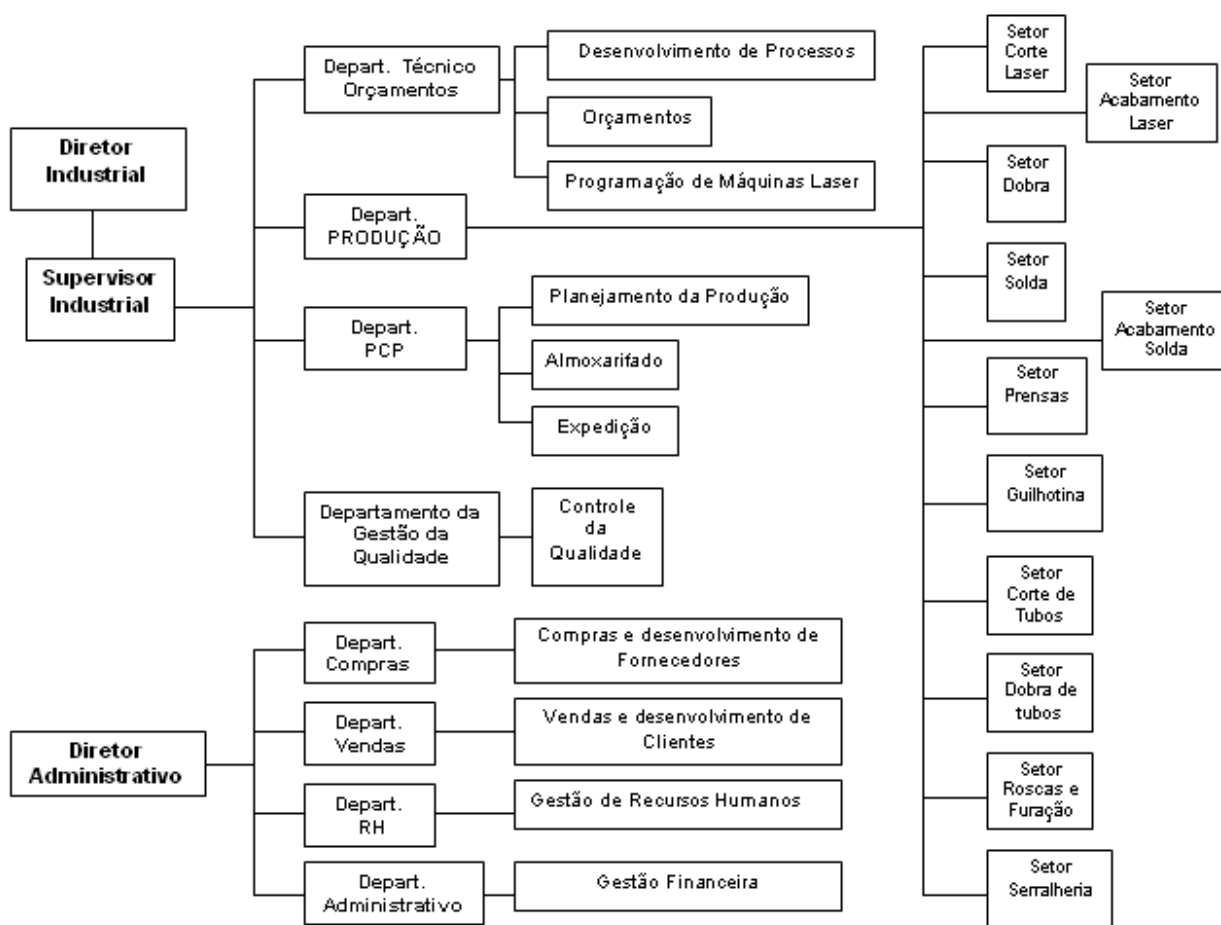 Diretor
Industrial
Supervisor
Industrial
Depart. Técnico
Orçamentos
Desenvolvimento de Processos
Orçamentos
Programação de Máquinas Laser
Depart.
PRODUÇÃO
Depart.
PCP
Planejamento da Produção
Almoxarifado
Expedição
Departamento da
Gestão da
Qualidade
Controle
da
Qualidade
Setor
Corte
Laser
Setor
Acabamento
Laser
Setor
Dobra
Setor
Solda
Setor
Acabamento
Solda
Setor
Prensas
Setor
Guilhotina
Setor
Corte de
Tubos
Setor
Dobra de
tubos
Setor
Roscas e
Furação
Setor
Serralheria
Diretor
Administrativo
Depart.
Compras
Compras e desenvolvimento de
Fornecedores
Depart.
Vendas
Vendas e desenvolvimento de
Clientes
Depart.
RH
Gestão de Recursos Humanos
Depart.
Administrativo
Gestão Financeira